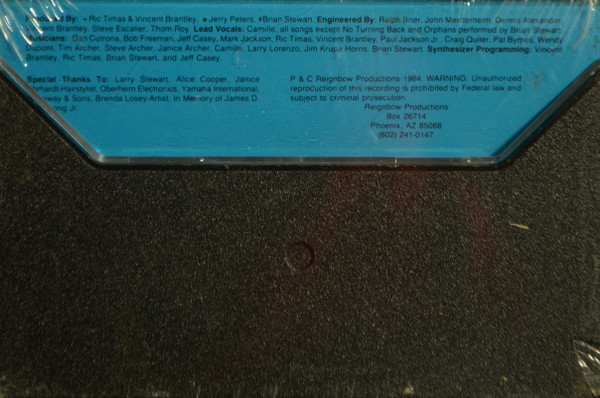 Produced By: + Ric Timas & Vincent Brantley, ★Jerry Peters, #Brian Stewart. Engineered By: Ralph Brier, John Meisterheim, Dennis Alexander,
Vincent Brantley, Steve Escalier, Thom Roy. Lead Vocals: Camille, all songs except No Turning Back and Orphans performed by Brian Stewart.
Musicians: Dan Cutrona, Bob Freeman, Jeff Casey, Mark Jackson, Ric Timas, Vincent Brantley, Paul Jackson Jr., Craig Quiter, Pat Byrnes, Wendy
Dupont, Tim Archer, Steve Archer, Janice Archer, Camille, Larry Lorenzo, Jim Krupa Horns, Brian Stewart. Synthesizer Programming: Vincent
Brantley, Ric Timas, Brian Stewart, and Jeff Casey.
Special Thanks To: Larry Stewart, Alice Cooper, Janice
Hairstylist, Oberheim Electronics, Yamaha International,
& Sons, Brenda Losey-Artist. In Memory of James D.
Jr.
P & C Reignbow Productions 1984. WARNING. Unauthorized
reproduction of this recording is prohibited by Federal law and
subject to criminal prosecution.
Reignbow Productions
Box 26714
Phoenix, AZ 85068
(602) 241-0147